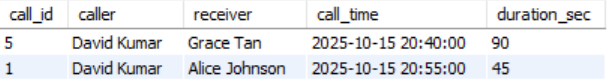 call_id caller receiver call_time duration_sec
5 David Kumar Grace Tan 2025-10-15 20:40:00 90
1 David Kumar Alice Johnson 2025-10-15 20:55:00 45